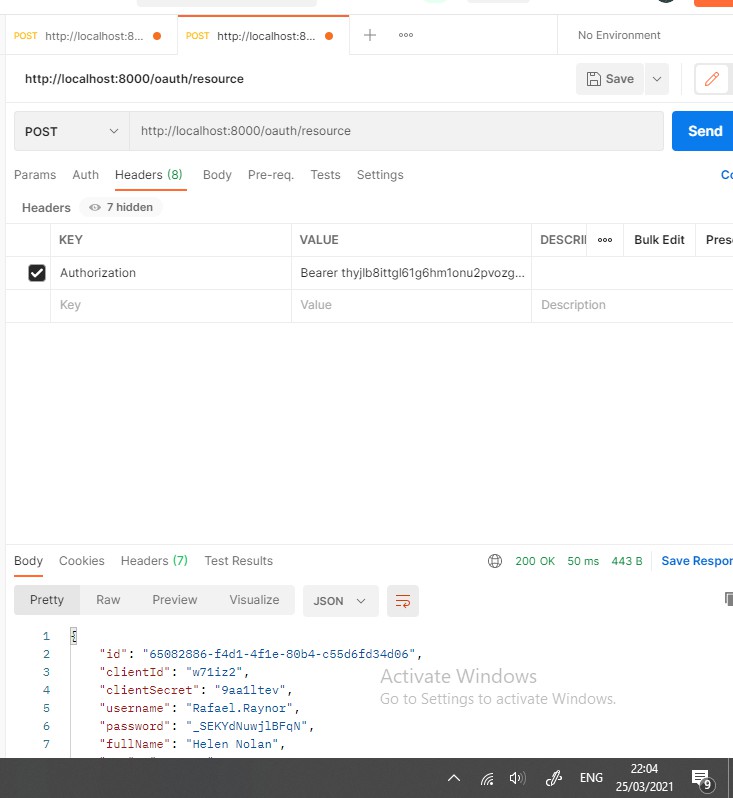 POST http://localhost:8... POST http://localhost:8... No Environment
http://localhost:8000/oauth/resource Save
POST http://localhost:8000/oauth/resource Send
Params Auth Headers (8) Body Pre-req. Tests Settings Co
Headers 7 hidden
KEY VALUE DESCRI Bulk Edit Pres
Authorization Bearer thyjlb8ittgl61g6hm1onu2pvozg...
Key Value Description
Body Cookies Headers (7) Test Results 200 OK 50 ms 443 B Save Respor
Pretty Raw Preview Visualize JSON
1 {
2 "id": "65082886-f4d1-4f1e-80b4-c55d6fd34d06",
3 "clientId": "w71iz2",
4 "clientSecret": "9aa1ltev",
5 "username": "Rafael.Raynor",
6 "password": "_SEKYdNuwjlBFqN",
7 "fullName": "Helen Nolan",
Activate Windows
Go to Settings to activate Windows.
ENG 22:04
25/03/2021 9